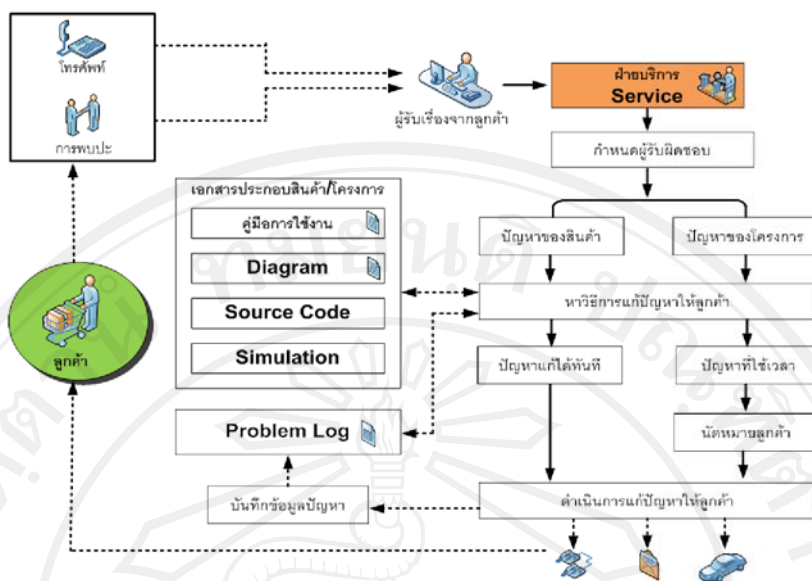 โทรศัพท์
การพบปะ
ผู้รับเรื่องจากลูกค้า
ฝ่ายบริการ
Service
กำหนดผู้รับผิดชอบ
เอกสารประกอบสินค้า/โครงการ
คู่มือการใช้งาน
Diagram
Source Code
Simulation
ปัญหาของสินค้า
ปัญหาของโครงการ
หาวิธีการแก้ปัญหาให้ลูกค้า
ลูกค้า
ปัญหาแก้ได้ทันที
ปัญหาที่ใช้เวลา
Problem Log
นัดหมายลูกค้า
บันทึกข้อมูลปัญหา
ดำเนินการแก้ปัญหาให้ลูกค้า